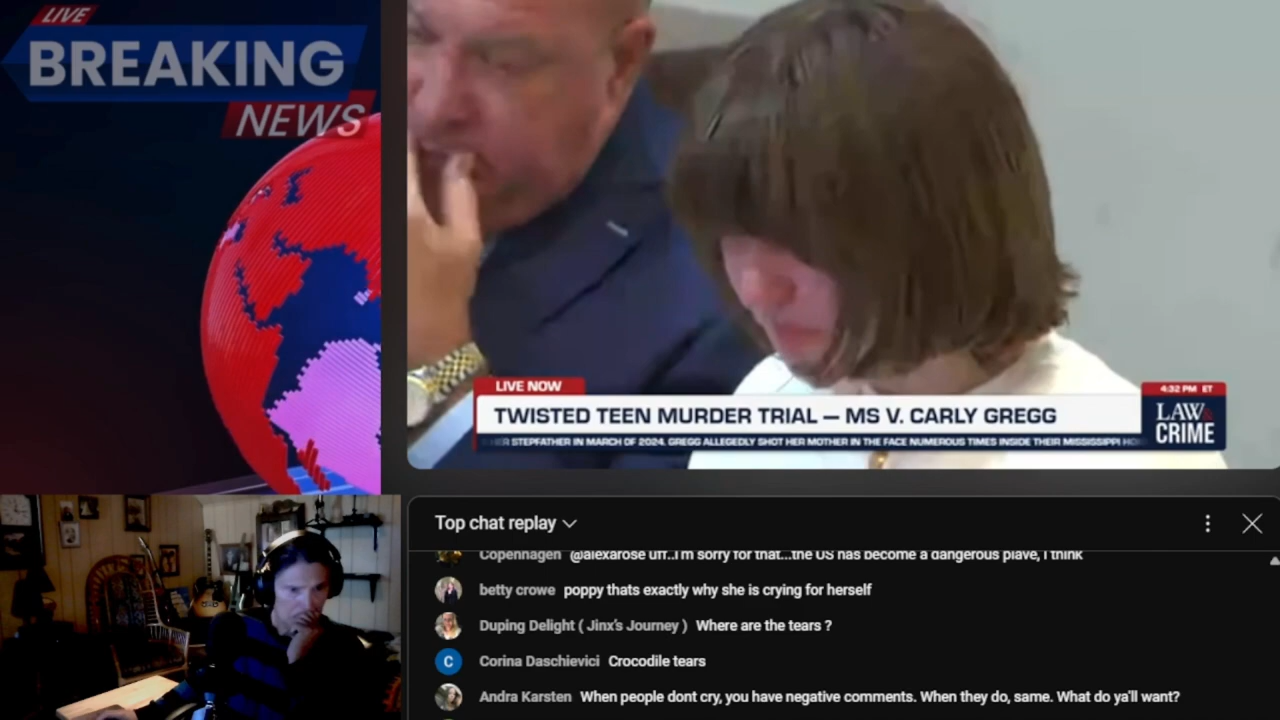 LIVE
BREAKING
NEWS
LIVE NOW
4:32 PM ET
TWISTED TEEN MURDER TRIAL — MS V. CARLY GREGG
LAW&
CRIME
HER STEPFATHER IN MARCH OF 2024. GREGG ALLEGEDLY SHOT HER MOTHER IN THE FACE NUMEROUS TIMES INSIDE THEIR MISSISSIPPI
Top chat replay
Copenhagen @alexarose uff..I'm sorry for that...the US has become a dangerous plave, I think
betty crowe poppy thats exactly why she is crying for herself
Duping Delight ( Jinx's Journey ) Where are the tears ?
C Corina Daschievici Crocodile tears
Andra Karsten When people dont cry, you have negative comments. When they do, same. What do ya'll want?